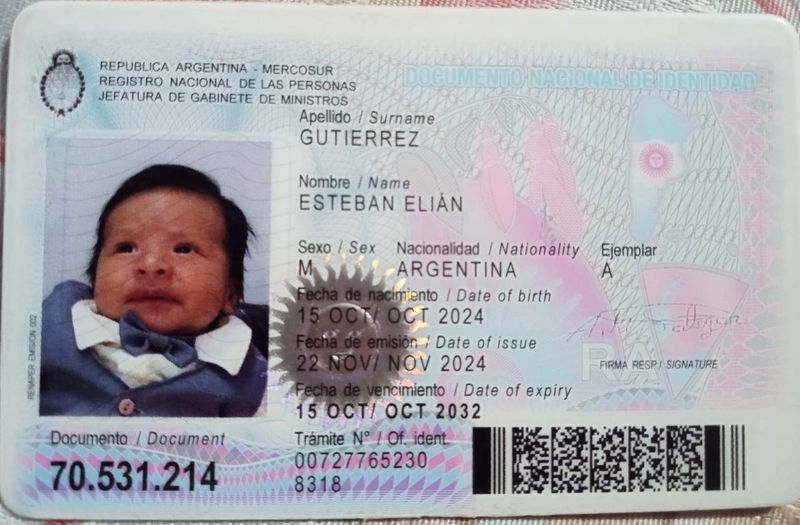 REPUBLICA ARGENTINA - MERCOSUR
REGISTRO NACIONAL DE LAS PERSONAS
JEFATURA DE GABINETE DE MINISTROS
DOCUMENTO NACIONAL DE IDENTIDAD
Apellido / Surname
GUTIERREZ
Nombre / Name
ESTEBAN ELIÁN
Sexo / Sex Nacionalidad / Nationality Ejemplar
M ARGENTINA A
Fecha de nacimiento / Date of birth
15 OCT/ OCT 2024
Fecha de emisión / Date of issue
22 NOV/ NOV 2024
FIRMA RESP./ SIGNATURE
Fecha de vencimiento / Date of expiry
15 OCT/ OCT 2032
Documento / Document
70.531.214
Trámite N° / Of. ident.
00727765230
8318